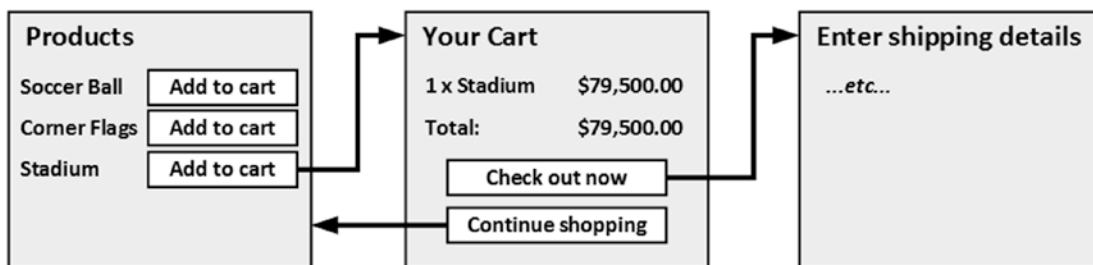 Products
Soccer Ball Add to cart
Corner Flags Add to cart
Stadium Add to cart
Your Cart
1 x Stadium $79,500.00
Total: $79,500.00
Check out now
Continue shopping
Enter shipping details
...etc...